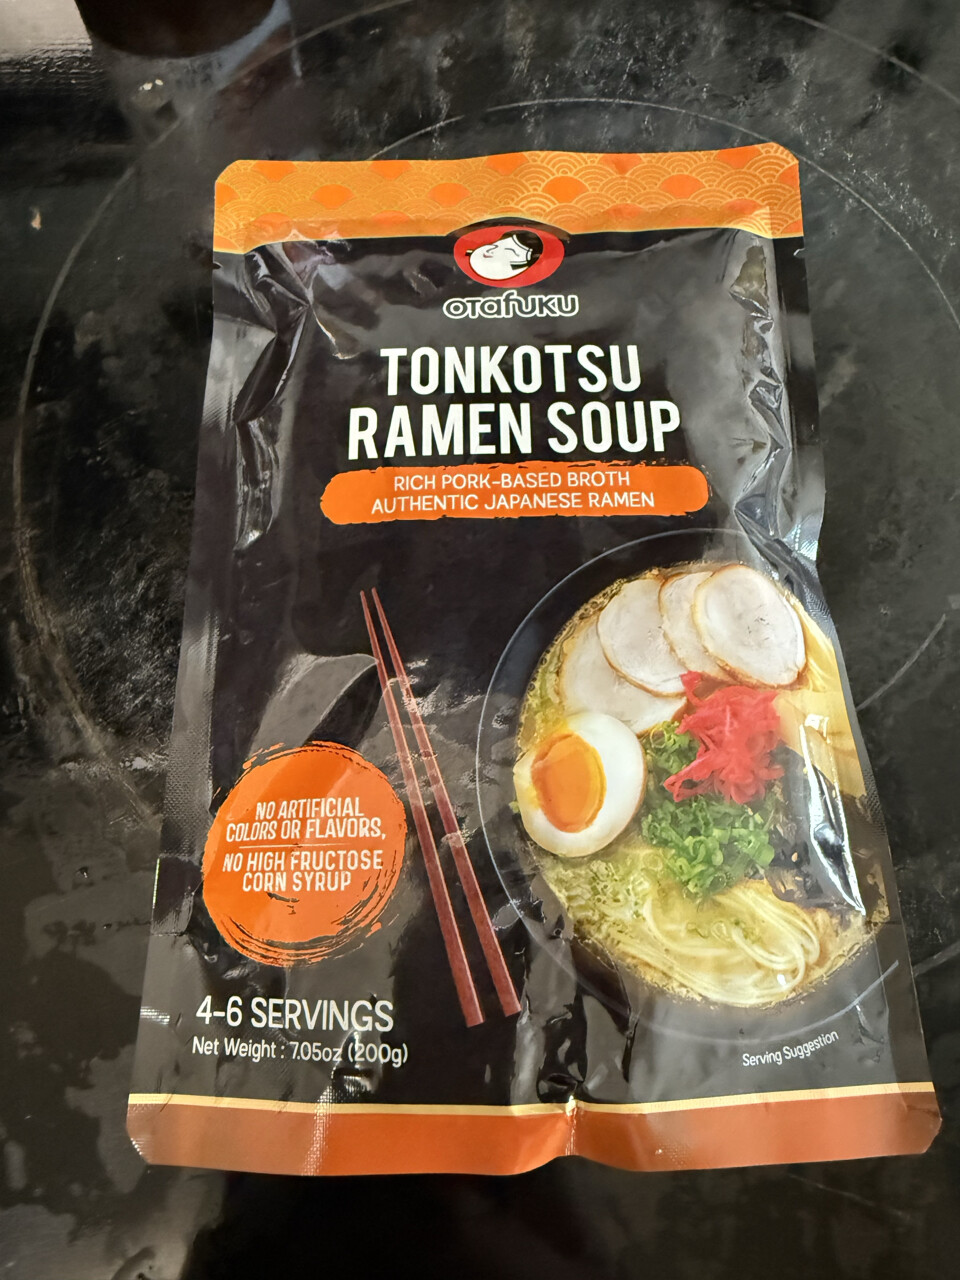 OTafuKU
TONKOTSU
RAMEN SOUP
RICH PORK-BASED BROTH
AUTHENTIC JAPANESE RAMEN
NO ARTIFICIAL
COLORS OR FLAVORS,
NO HIGH FRUCTOSE
CORN SYRUP
4-6 SERVINGS
Net Weight : 7.05oz (200g)
Serving Suggestion